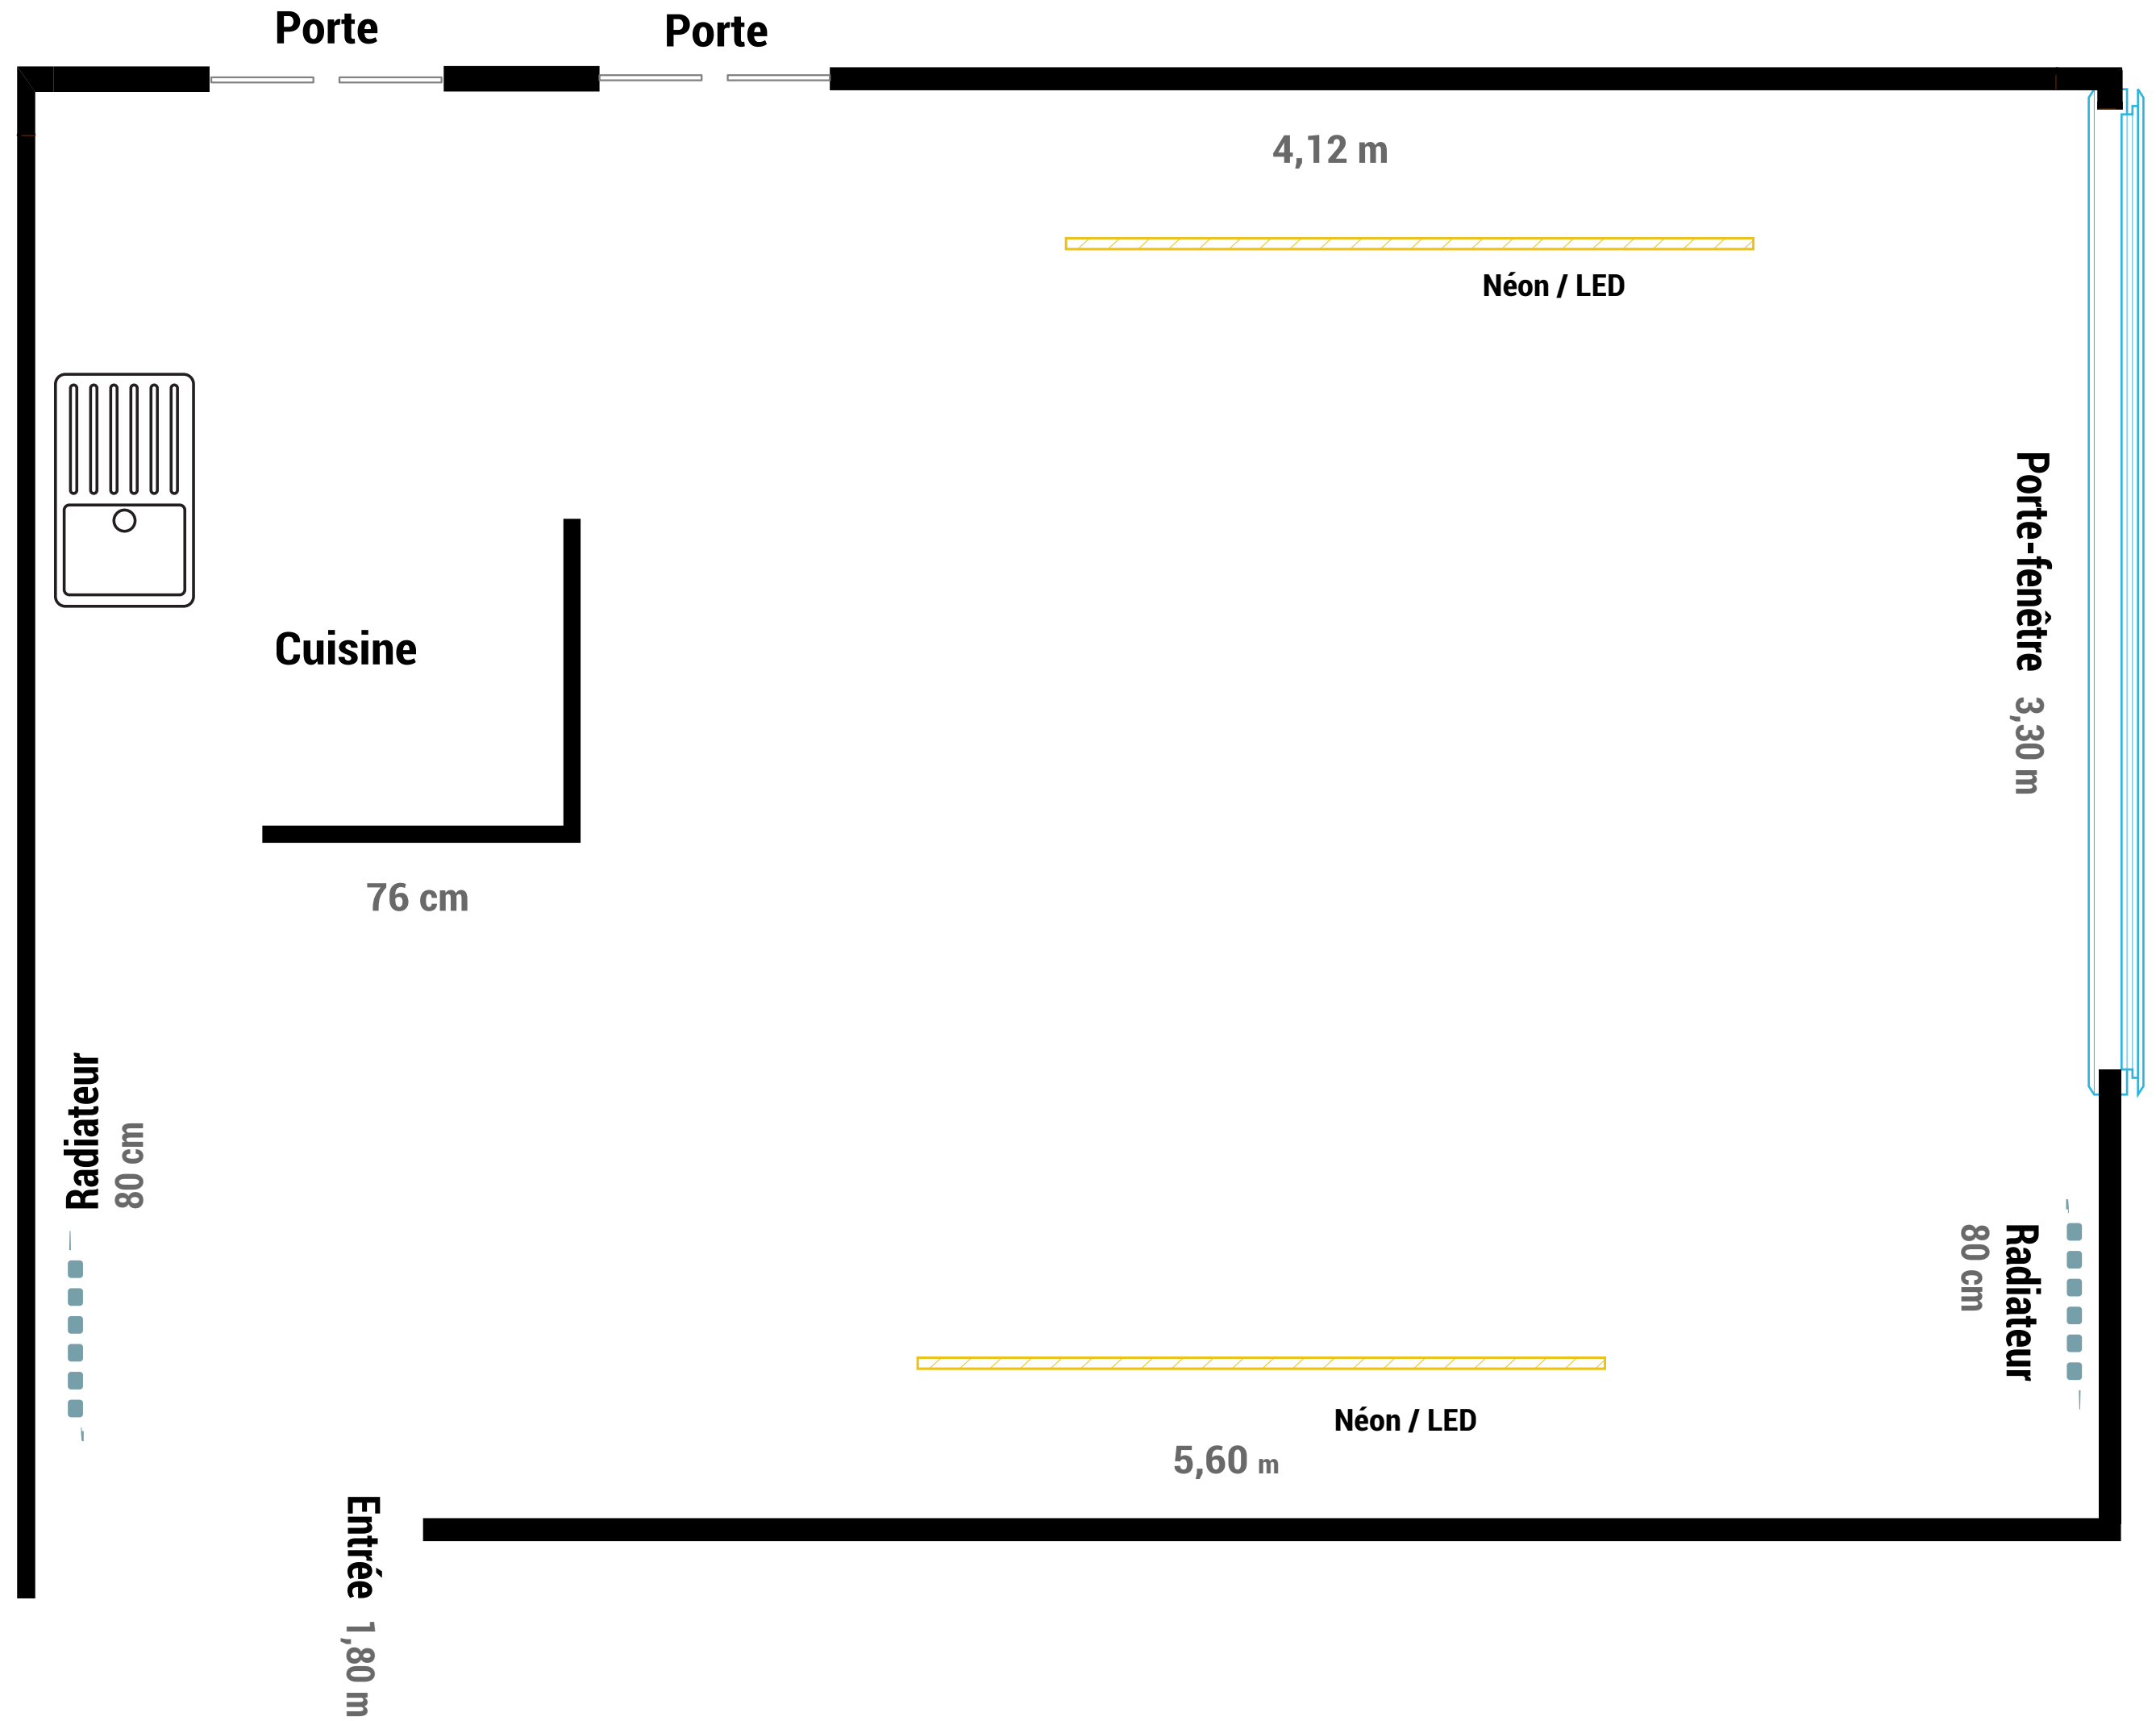 Porte
Porte
4,12 m
Néon / LED
Porte-fenêtre 3,30 m
Cuisine
76 cm
Radiateur
80 cm
Radiateur
80 cm
Néon / LED
5,60 m
Entrée 1,80 m